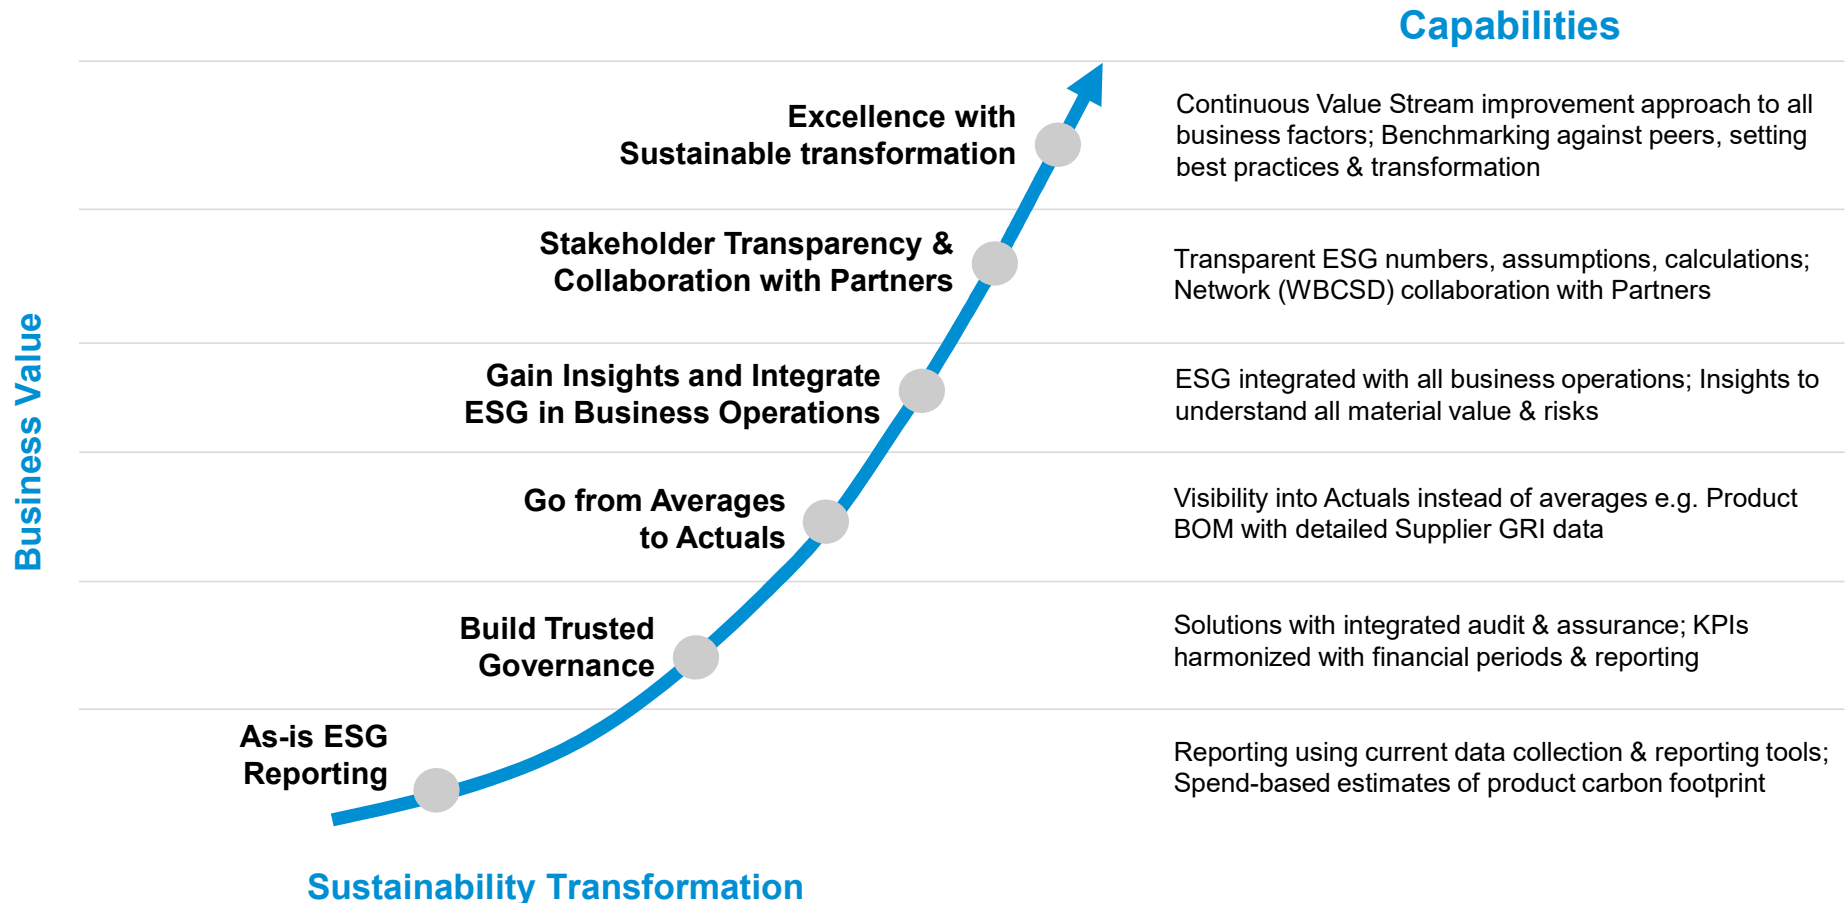 Capabilities
Excellence with
Sustainable transformation
Continuous Value Stream improvement approach to all
business factors; Benchmarking against peers, setting
best practices & transformation
Stakeholder Transparency &
Collaboration with Partners
Transparent ESG numbers, assumptions, calculations;
Network (WBCSD) collaboration with Partners
Business Value
Gain Insights and Integrate
ESG in Business Operations
ESG integrated with all business operations; Insights to
understand all material value & risks
Go from Averages
to Actuals
Visibility into Actuals instead of averages e.g. Product
BOM with detailed Supplier GRI data
Build Trusted
Governance
Solutions with integrated audit & assurance; KPIs
harmonized with financial periods & reporting
As-is ESG
Reporting
Reporting using current data collection & reporting tools;
Spend-based estimates of product carbon footprint
Sustainability Transformation